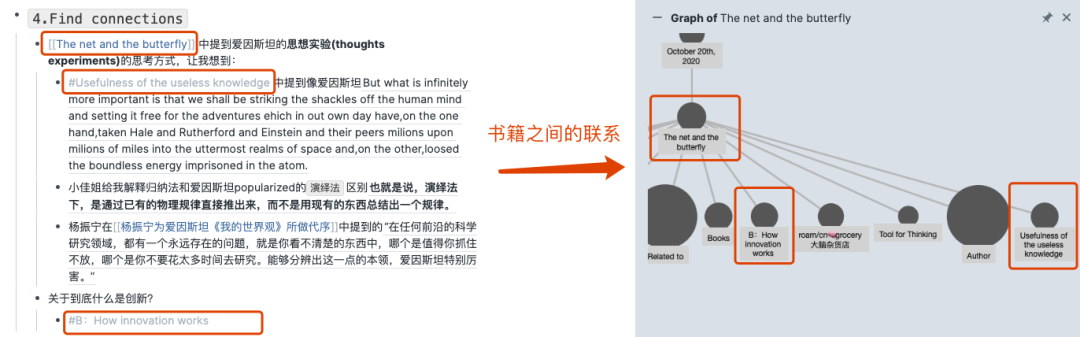 4.Find connections
[[The net and the butterfly]] 中提到爱因斯坦的思想实验(thoughts
experiments)的思考方式，让我想到：
#Usefulness of the useless knowledge 中提到像爱因斯坦But what is infinitely
more important is that we shall be striking the shackles off the human mind
and setting it free for the adventures ehich in out own day have,on the one
hand,taken Hale and Rutherford and Einstein and their peers milions upon
milions of miles into the uttermost realms of space and,on the other,loosed
the boundless energy imprisoned in the atom.
小佳姐给我解释归纳法和爱因斯坦popularized的 演绎法 区别 也就是说，演绎法
下，是通过已有的物理规律直接推出来，而不是用现有的东西总结出一个规律。
杨振宁在[[杨振宁为爱因斯坦《我的世界观》所做代序]]中提到的“在任何前沿的科学
研究领域，都有一个永远存在的问题，就是你看不清楚的东西中，哪个是值得你抓住
不放，哪个是你不要花太多时间去研究。能够分辨出这一点的本领，爱因斯坦特别厉
害。”
关于到底什么是创新?
#B：How innovation works
书籍之间的联系
Graph of The net and the butterfly
October 20th,
2020
The net and the
butterfly
Related to
Books
B：How
innovation
works
roam/cn-grocery
大脑杂货店
Tool for Thinking
Author
Usefulness of
the useless
knowledge